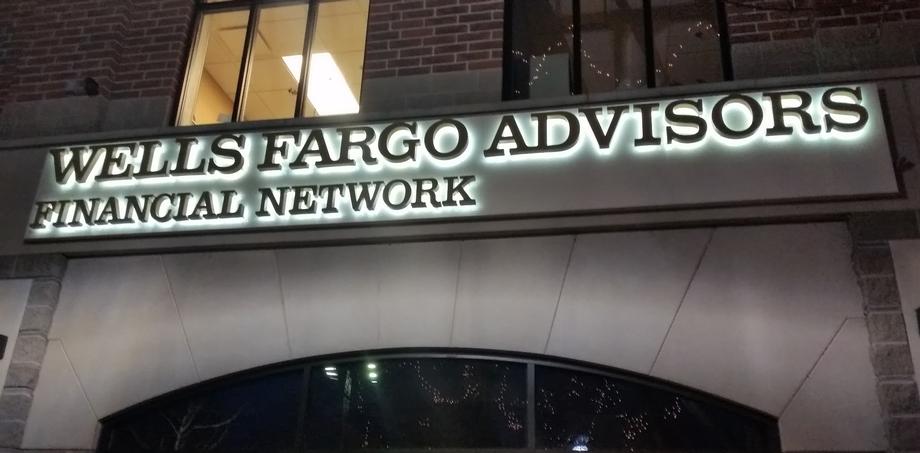 WELLS FARGO ADVISORS
FINANCIAL NETWORK